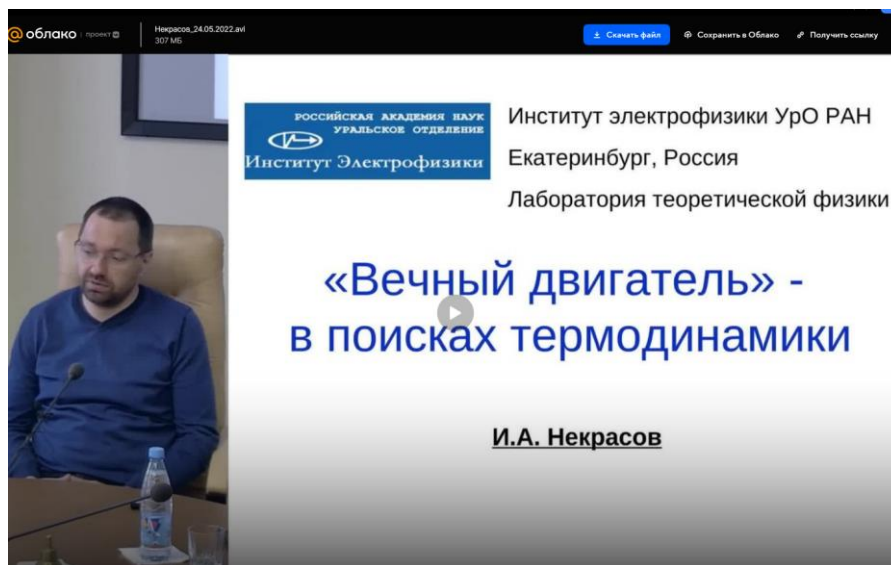 облако
проект
Некрасов_24.05.2022.avi
307 МБ
Скачать файл
Сохранить в Облако
Получить ссылку
РОССИЙСКАЯ АКАДЕМИЯ НАУК
УРАЛЬСКОЕ ОТДЕЛЕНИЕ
Институт Электрофизики
Институт электрофизики УрО РАН
Екатеринбург, Россия
Лаборатория теоретической физики
«Вечный двигатель» -
в поисках термодинамики
И.А. Некрасов